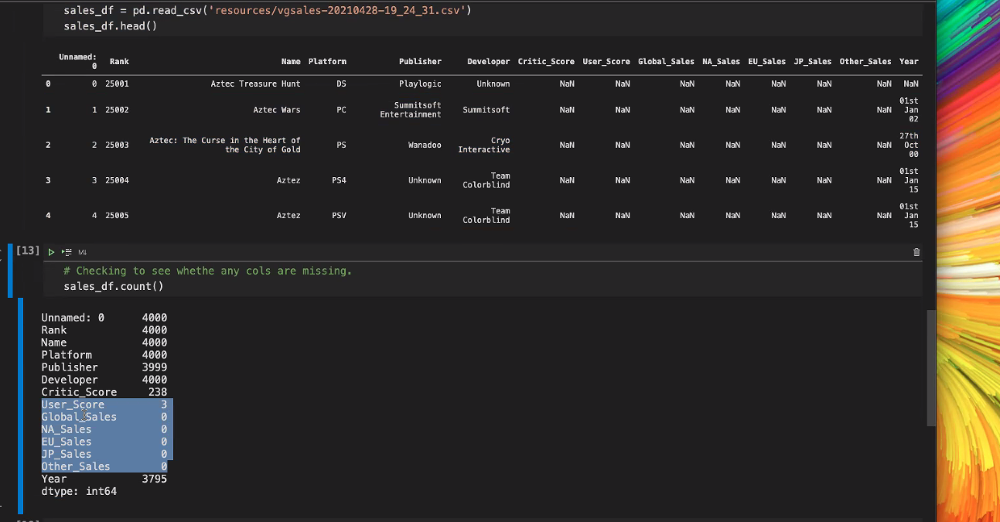 sales_df = pd.read_csv('resources/vgsales-20210428-19_24_31.csv')
sales_df.head()
Unnamed: 0 Rank Name Platform Publisher Developer Critic_Score User_Score Global_Sales NA_Sales EU_Sales JP_Sales Other_Sales Year
0 0 25001 Aztec Treasure Hunt DS Playlogic Unknown NaN NaN NaN NaN NaN NaN NaN NaN
1 1 25002 Aztec Wars PC Summitsoft Entertainment Summitsoft NaN NaN NaN NaN NaN NaN NaN 01st Jan 02
2 2 25003 Aztec: The Curse in the Heart of the City of Gold PS Wanadoo Cryo Interactive NaN NaN NaN NaN NaN NaN NaN 27th Oct 00
3 3 25004 Aztez PS4 Unknown Team Colorblind NaN NaN NaN NaN NaN NaN NaN 01st Jan 15
4 4 25005 Aztez PSV Unknown Team Colorblind NaN NaN NaN NaN NaN NaN NaN 01st Jan 15
[13] M↓
# Checking to see whethe any cols are missing.
sales_df.count()
Unnamed: 0 4000
Rank 4000
Name 4000
Platform 4000
Publisher 3999
Developer 4000
Critic_Score 238
User_Score 3
Global_Sales 0
NA_Sales 0
EU_Sales 0
JP_Sales 0
Other_Sales 0
Year 3795
dtype: int64